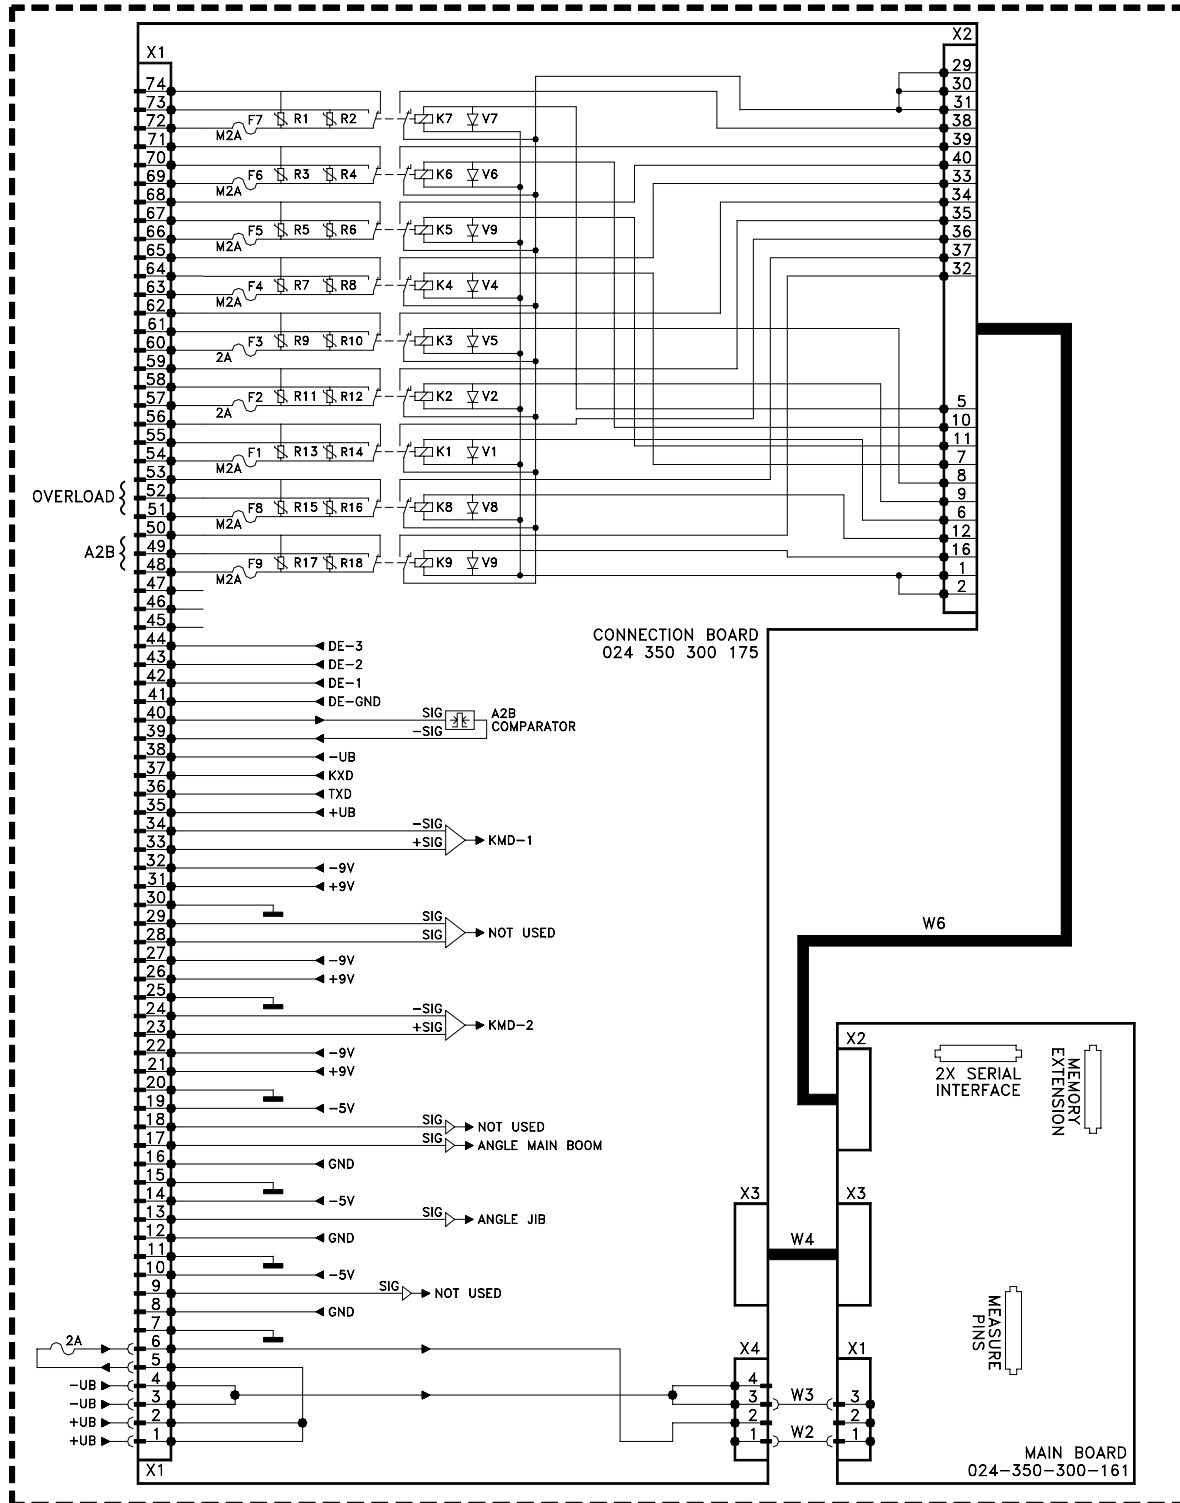 X1
X2
74
73
72 M2A F7 R1 R2 K7 V7
71
70
69 M2A F6 R3 R4 K6 V6
68
67
66 M2A F5 R5 R6 K5 V9
65
64
63 M2A F4 R7 R8 K4 V4
62
61
60 2A F3 R9 R10 K3 V5
59
58
57 2A F2 R11 R12 K2 V2
56
55
54 M2A F1 R13 R14 K1 V1
53
OVERLOAD 52
51 M2A F8 R15 R16 K8 V8
50
A2B 49
48 M2A F9 R17 R18 K9 V9
47
46
45
29
30
31
38
39
40
33
34
35
36
37
32
5
10
11
7
8
9
6
12
16
1
2
CONNECTION BOARD
024 350 300 175
44 DE-3
43 DE-2
42 DE-1
41 DE-GND
40 SIG A2B
39 -SIG COMPARATOR
38 -UB
37 KXD
36 TXD
35 +UB
34 -SIG
33 +SIG KMD-1
32 -9V
31 +9V
30
29 SIG
28 SIG NOT USED
27 -9V
26 +9V
25
24 -SIG
23 +SIG KMD-2
22 -9V
21 +9V
20
19 -5V
18 SIG NOT USED
17 SIG ANGLE MAIN BOOM
16 GND
15
14 -5V
13 SIG ANGLE JIB
12 GND
11
10 -5V
9 SIG NOT USED
8 GND
7
2A 6
5
-UB 4
-UB 3
+UB 2
+UB 1
X1
W6
X2
2X SERIAL
INTERFACE
MEMORY
EXTENSION
X3
W4
X3
MEASURE
PINS
X4
X1
4
3 W3 3
2 2
1 W2 1
MAIN BOARD
024-350-300-161